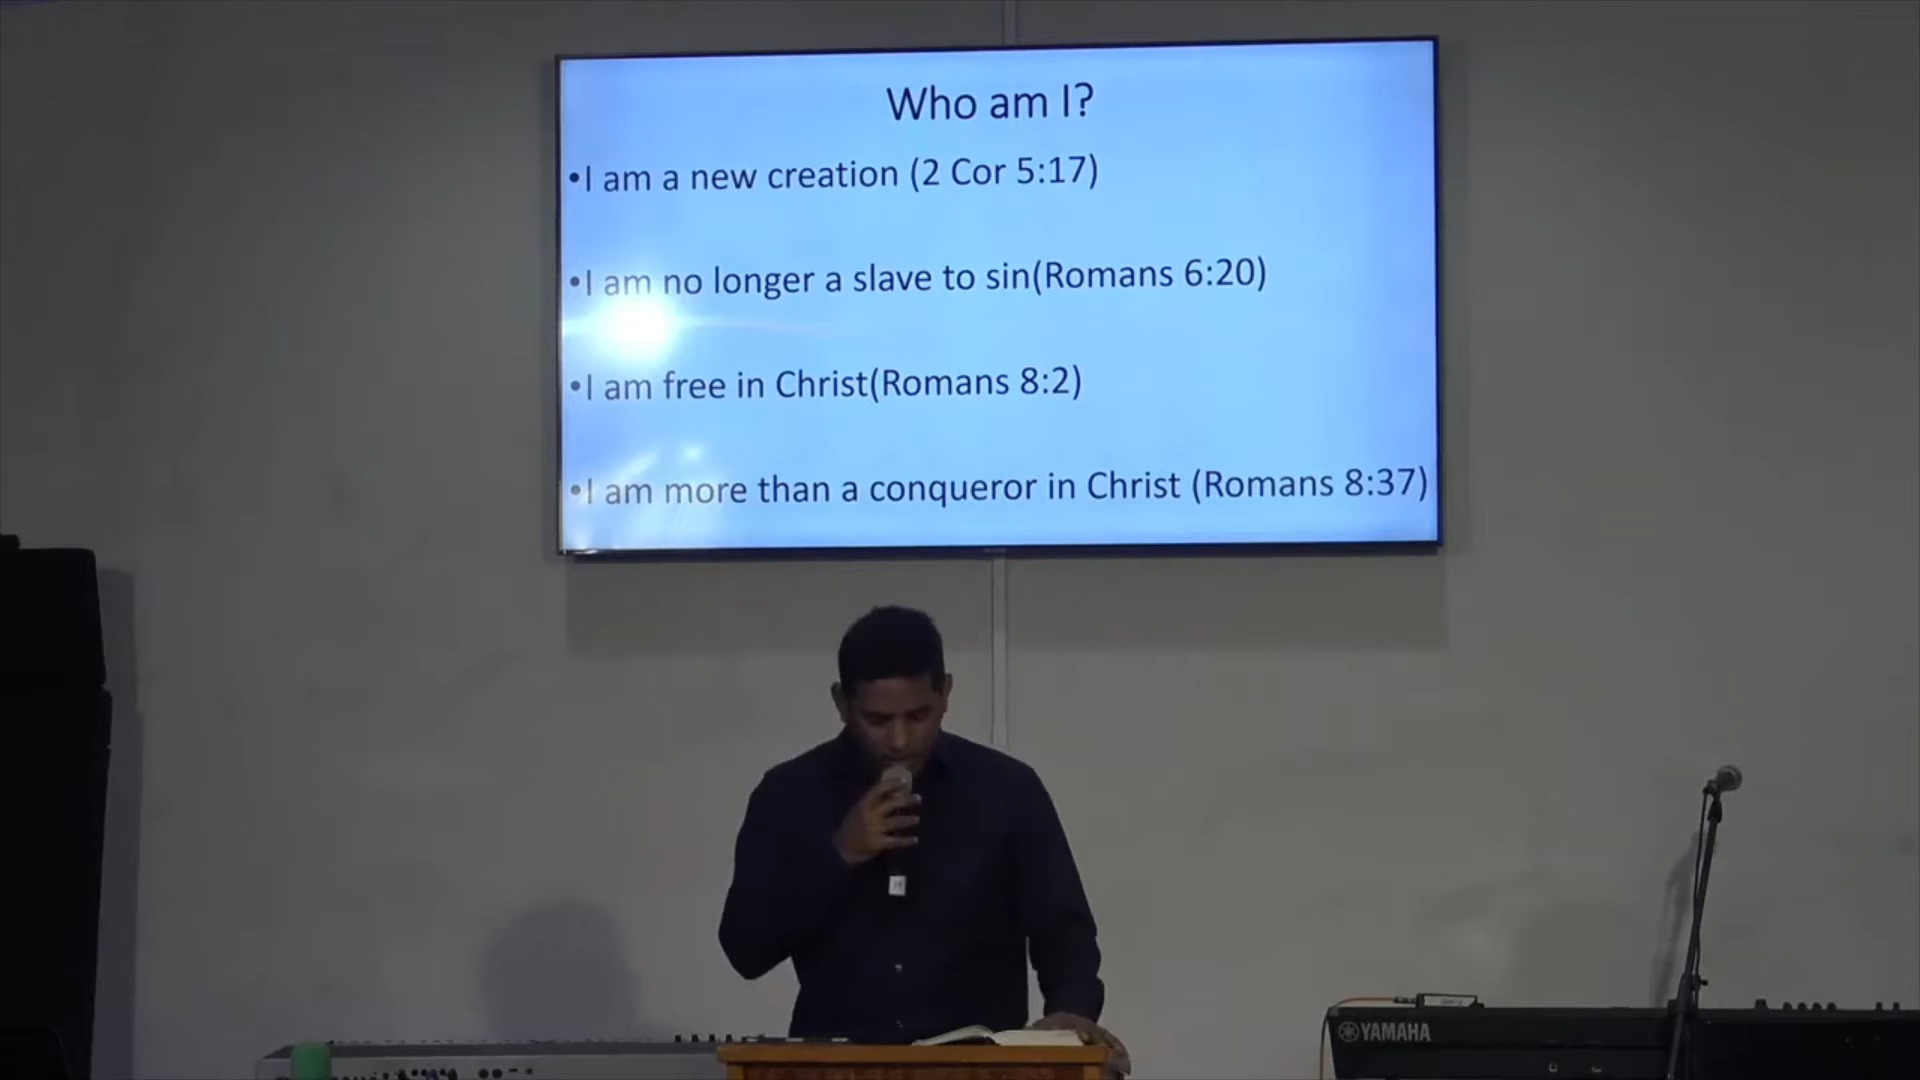 Who am I?
•I am a new creation (2 Cor 5:17)
•I am no longer a slave to sin(Romans 6:20)
•I am free in Christ(Romans 8:2)
•I am more than a conqueror in Christ (Romans 8:37)
YAMAHA